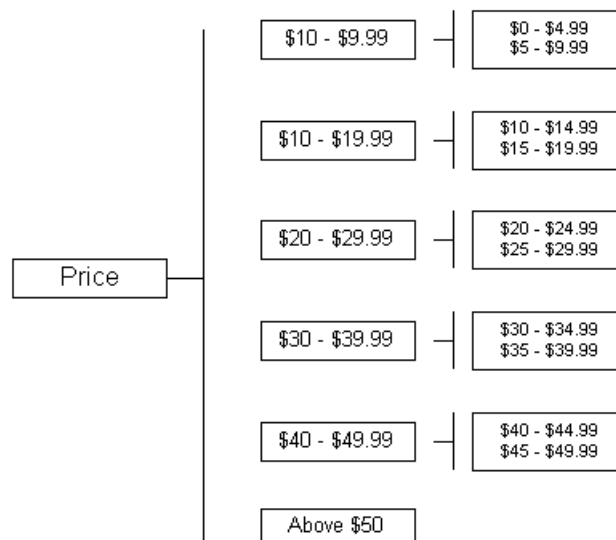 $10 - $9.99
$0 - $4.99
$5 - $9.99
$10 - $19.99
$10 - $14.99
$15 - $19.99
$20 - $29.99
$20 - $24.99
$25 - $29.99
Price
$30 - $39.99
$30 - $34.99
$35 - $39.99
$40 - $49.99
$40 - $44.99
$45 - $49.99
Above $50